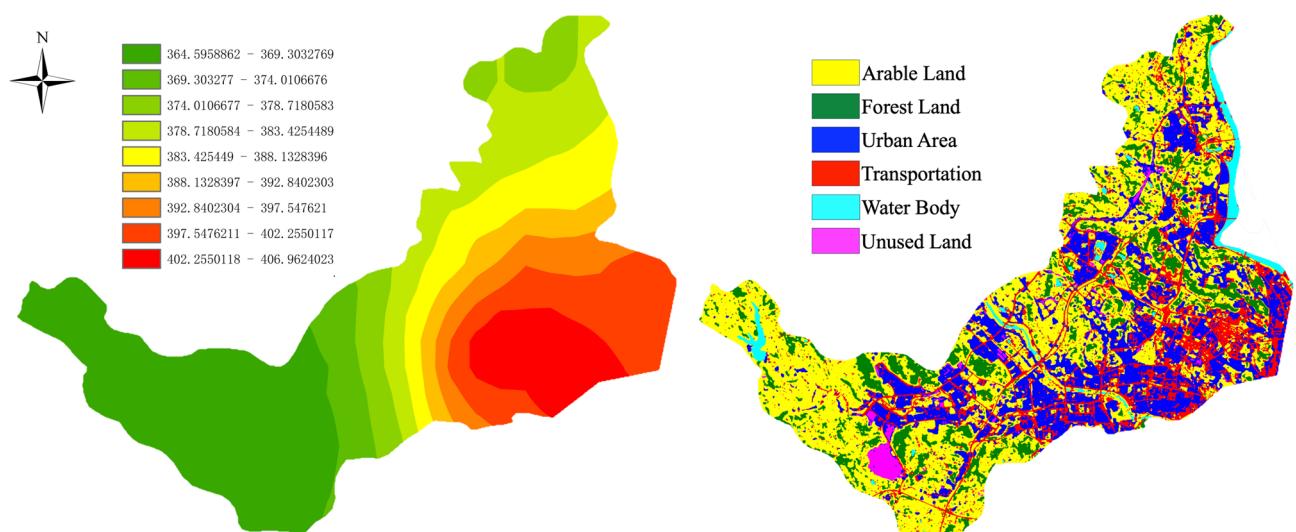 N
364.5958862 - 369.3032769
369.303277 - 374.0106676
374.0106677 - 378.7180583
378.7180584 - 383.4254489
383.425449 - 388.1328396
388.1328397 - 392.8402303
392.8402304 - 397.547621
397.5476211 - 402.2550117
402.2550118 - 406.9624023
Arable Land
Forest Land
Urban Area
Transportation
Water Body
Unused Land